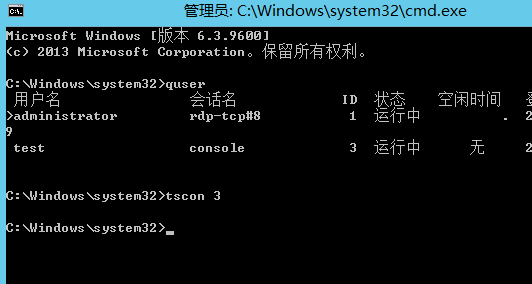 管理员: C:\Windows\system32\cmd.exe
Microsoft Windows [版本 6.3.9600]
(c) 2013 Microsoft Corporation。保留所有权利。
C:\Windows\system32>quser
用户名 会话名 ID 状态 空闲时间
>administrator rdp-tcp#8 1 运行中 . 2
9
test console 3 运行中 无 2
C:\Windows\system32>tscon 3
C:\Windows\system32>_